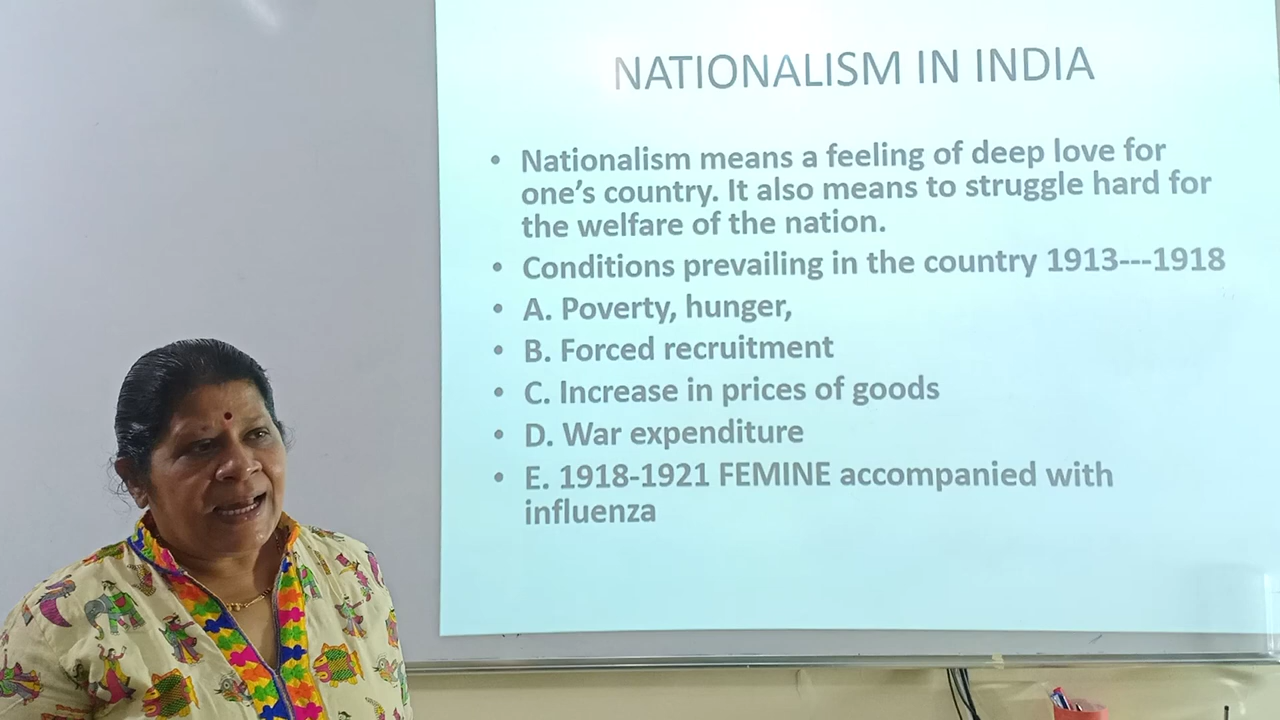 NATIONALISM IN INDIA
• Nationalism means a feeling of deep love for
one’s country. It also means to struggle hard for
the welfare of the nation.
• Conditions prevailing in the country 1913---1918
• A. Poverty, hunger,
• B. Forced recruitment
• C. Increase in prices of goods
• D. War expenditure
• E. 1918-1921 FEMINE accompanied with
influenza